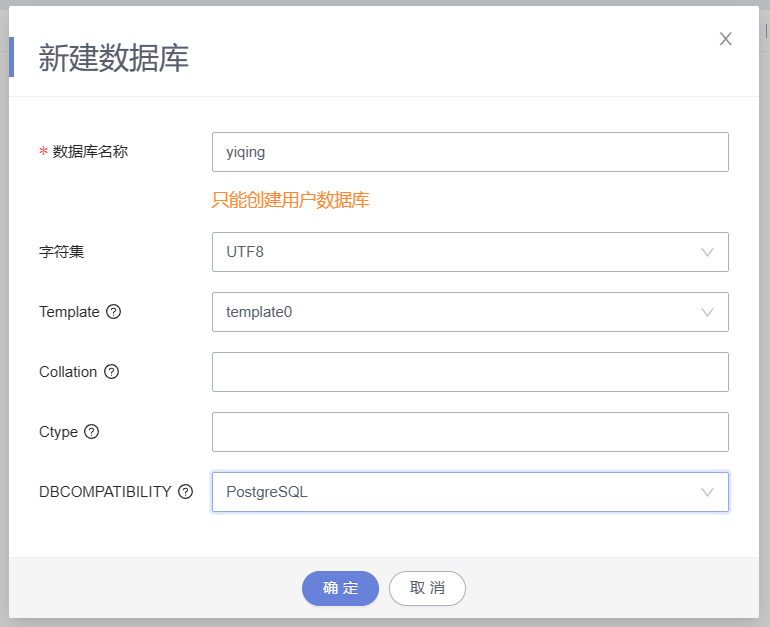 新建数据库
* 数据库名称 yiqing
只能创建用户数据库
字符集 UTF8
Template template0
Collation
Ctype
DBCOMPATIBILITY PostgreSQL
确定 取消